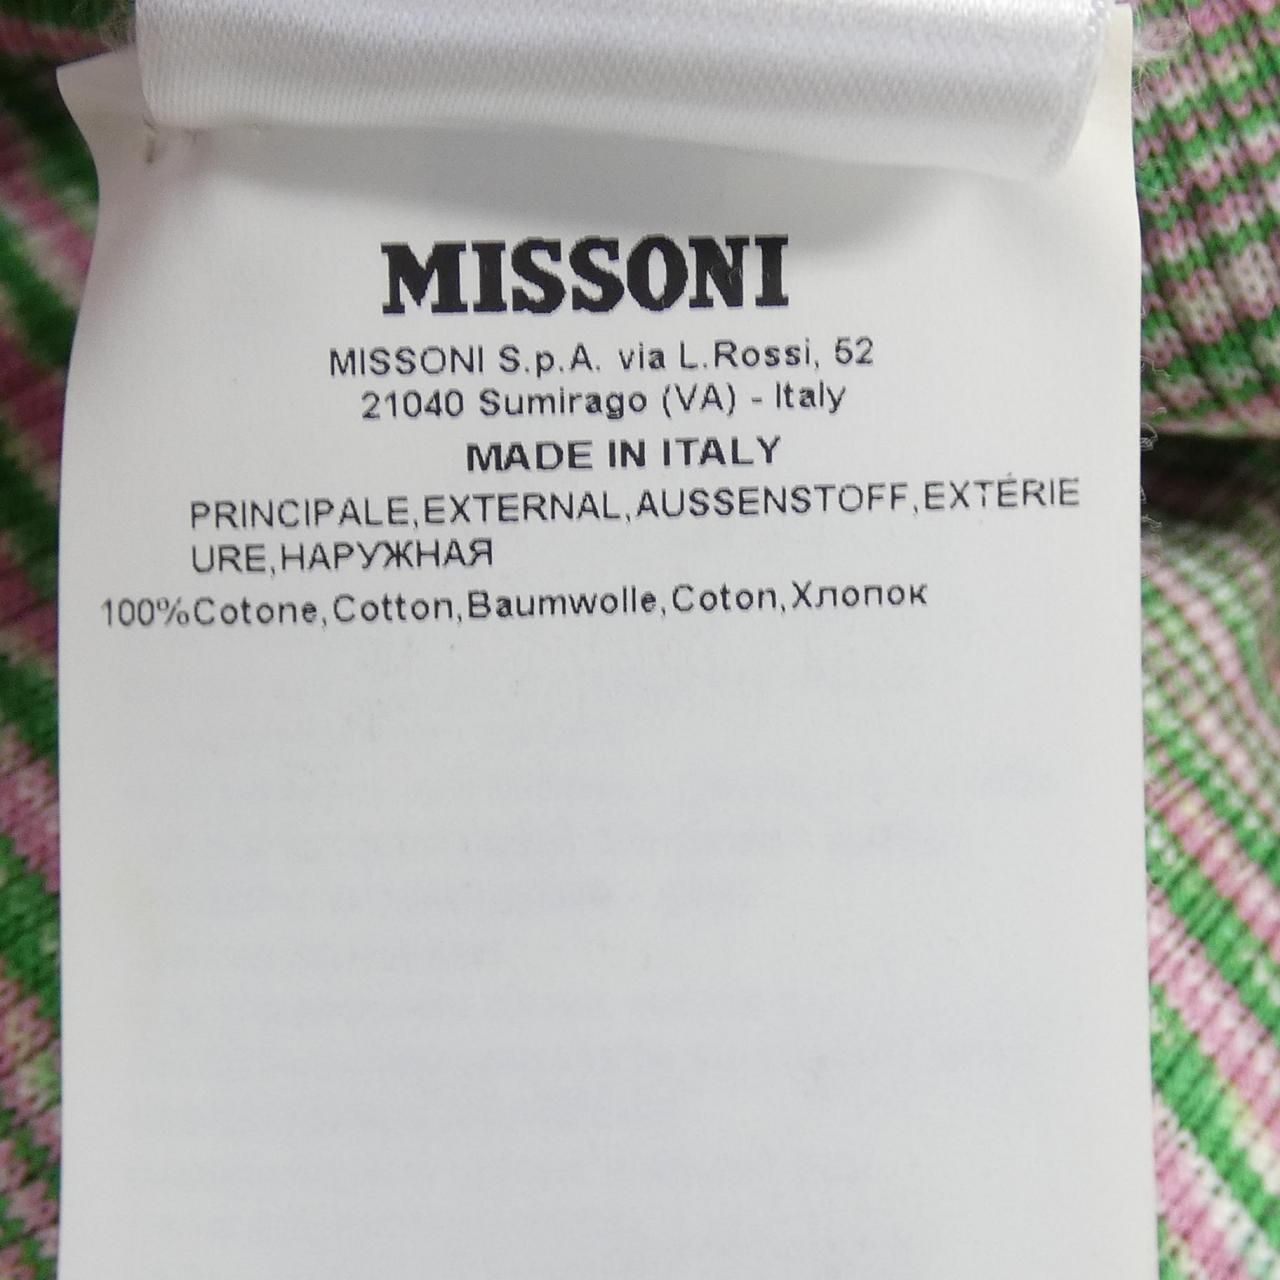 MISSONI
MISSONI S.p.A. via L.Rossi, 52
21040 Sumirago (VA) - Italy
MADE IN ITALY
PRINCIPALE,EXTERNAL,AUSSENSTOFF,EXTÉRIE
URE,НАРУЖНАЯ
100%Cotone,Cotton,Baumwolle,Coton,Хлопок